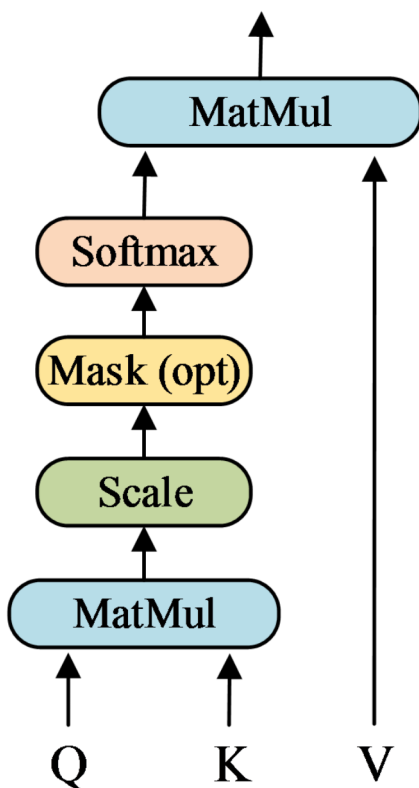 MatMul
Softmax
Mask (opt)
Scale
MatMul
Q K V